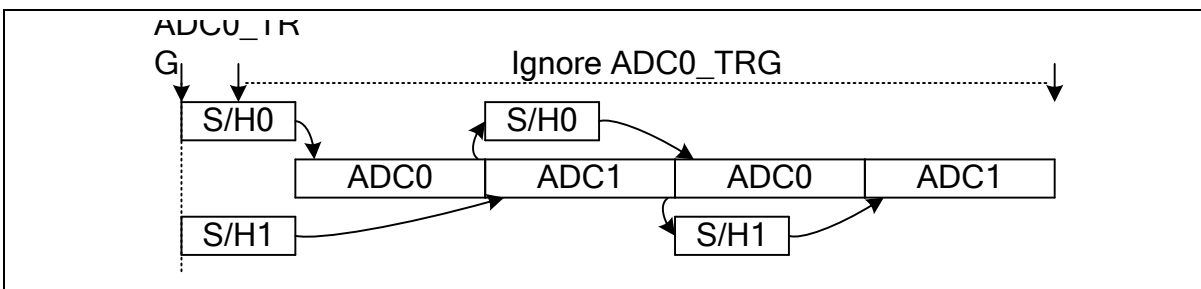 ADC0_TR
G
Ignore ADC0_TRG
S/H0
S/H0
ADC0
ADC1
ADC0
ADC1
S/H1
S/H1